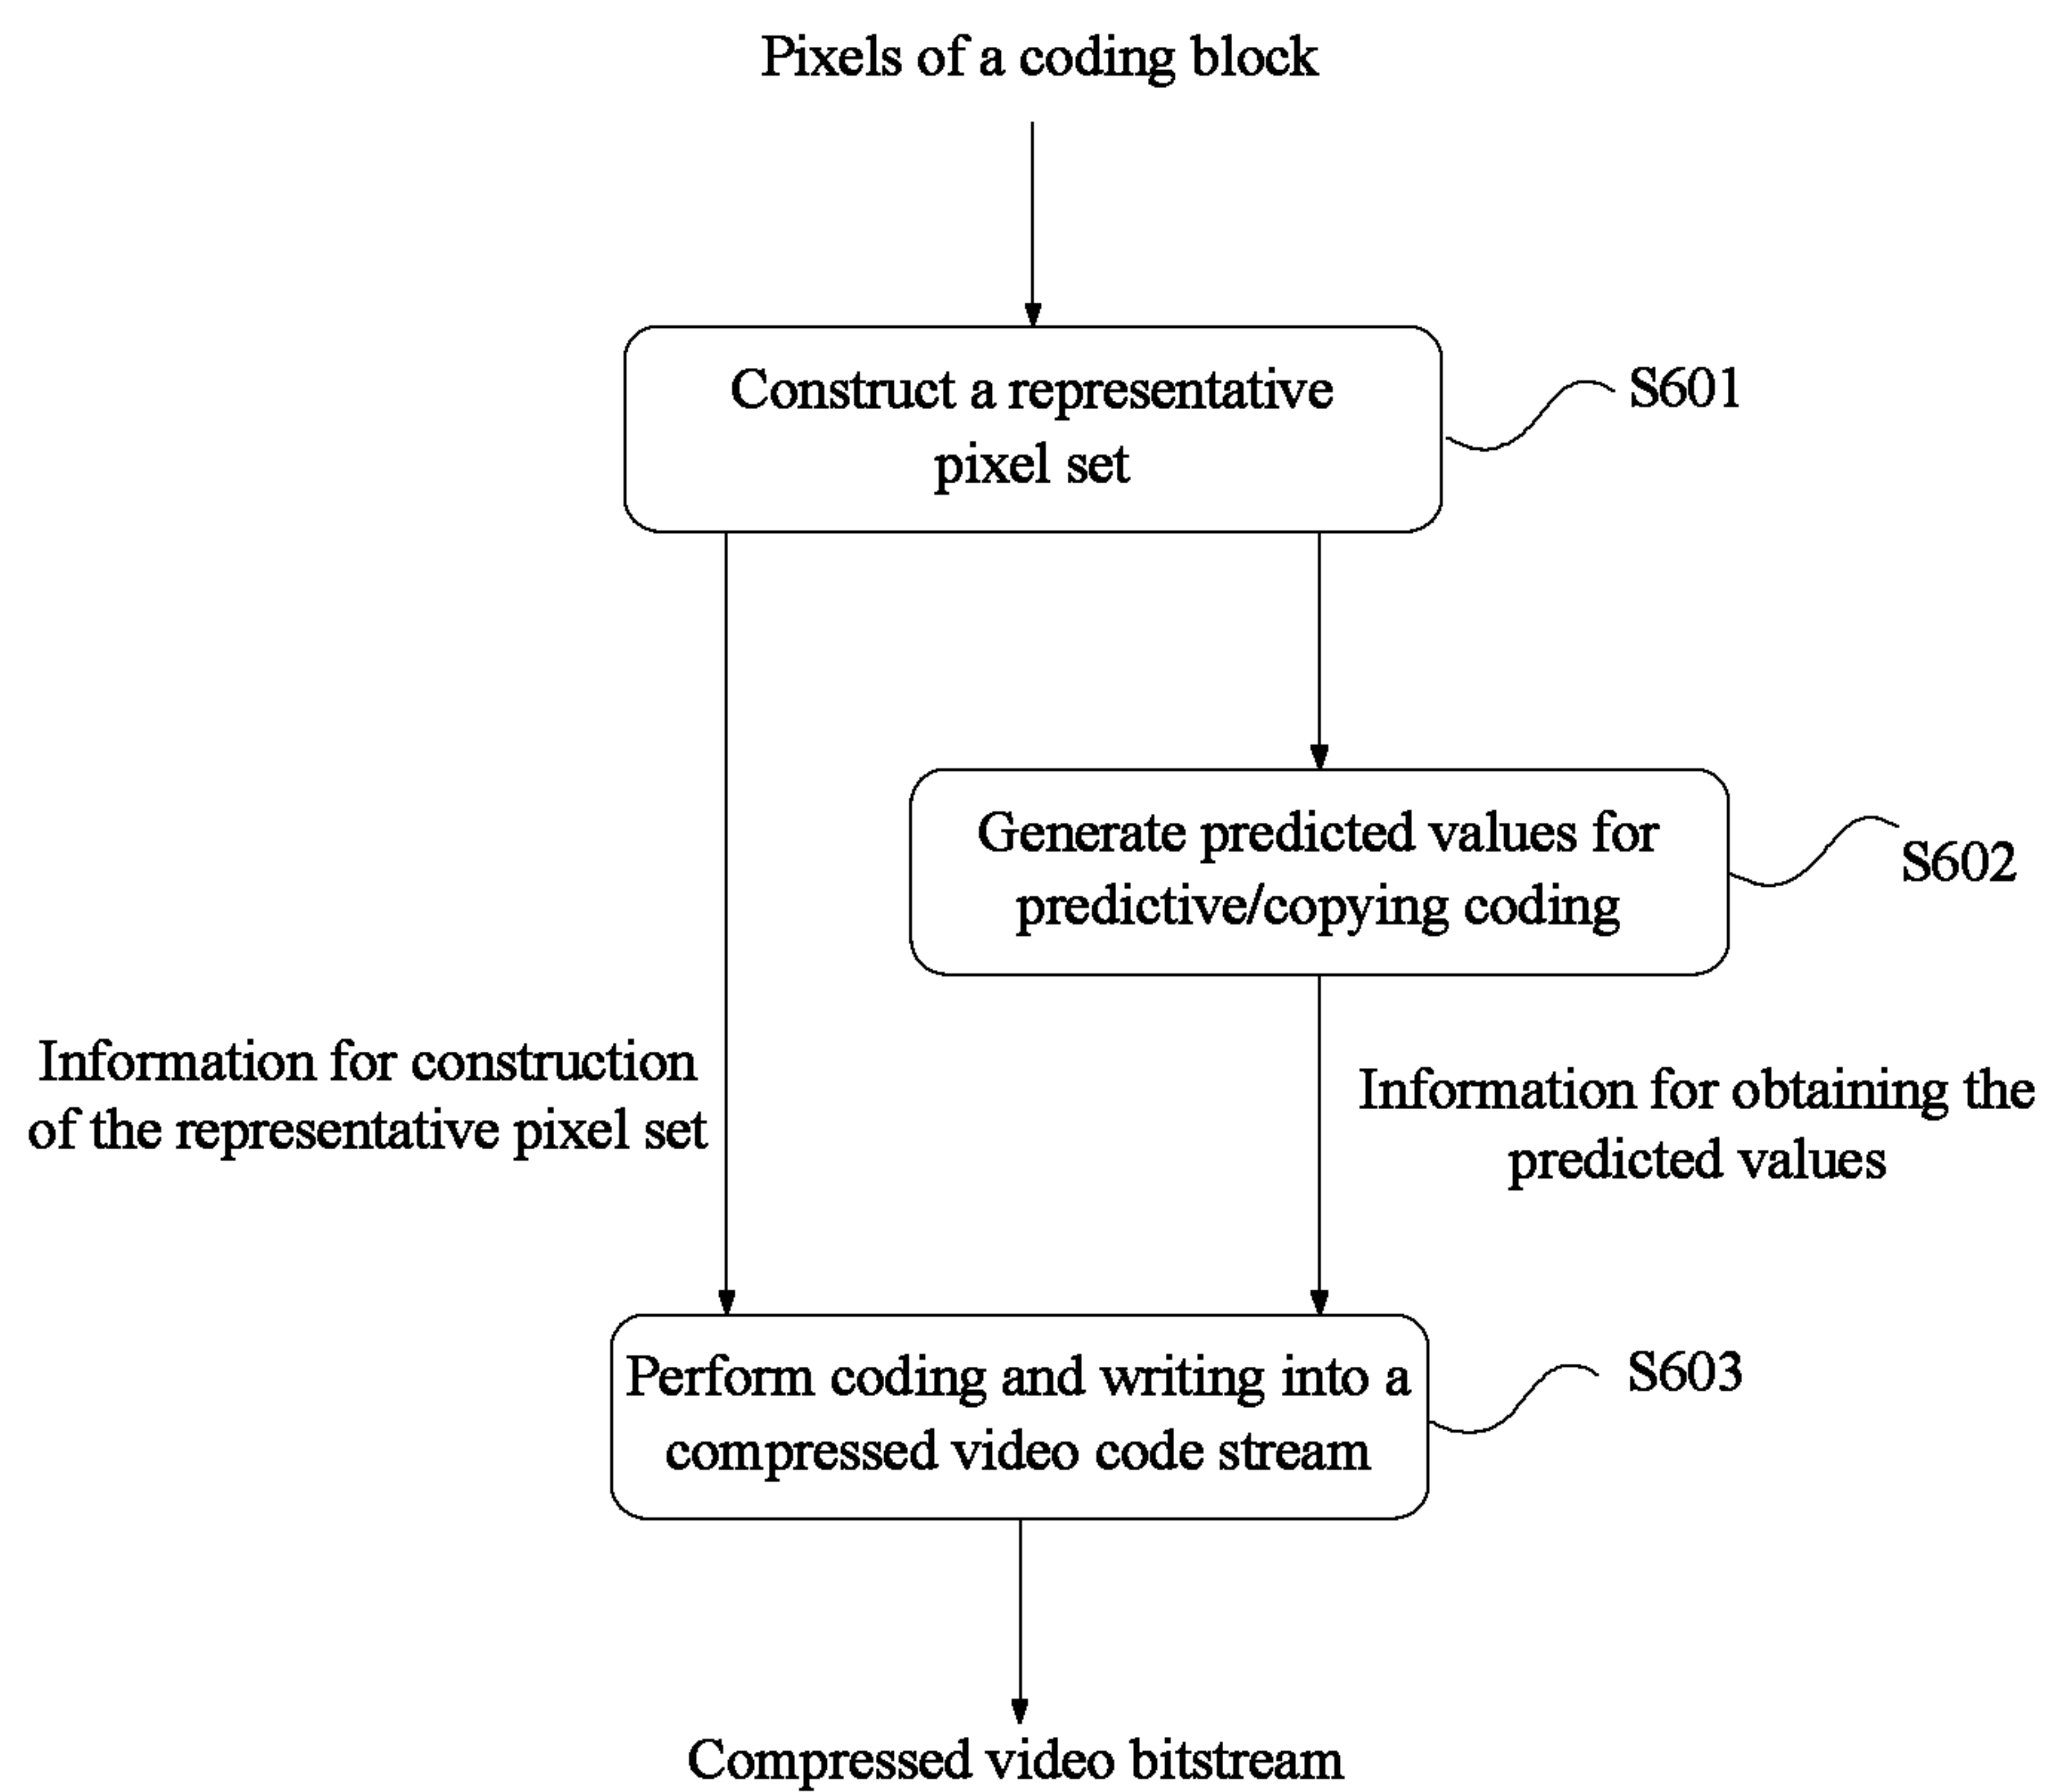 Pixels of a coding block
Construct a representative
pixel set
S601
Generate predicted values for
predictive/copying coding
S602
Information for construction
of the representative pixel set
Information for obtaining the
predicted values
Perform coding and writing into a
compressed video code stream
S603
Compressed video bitstream